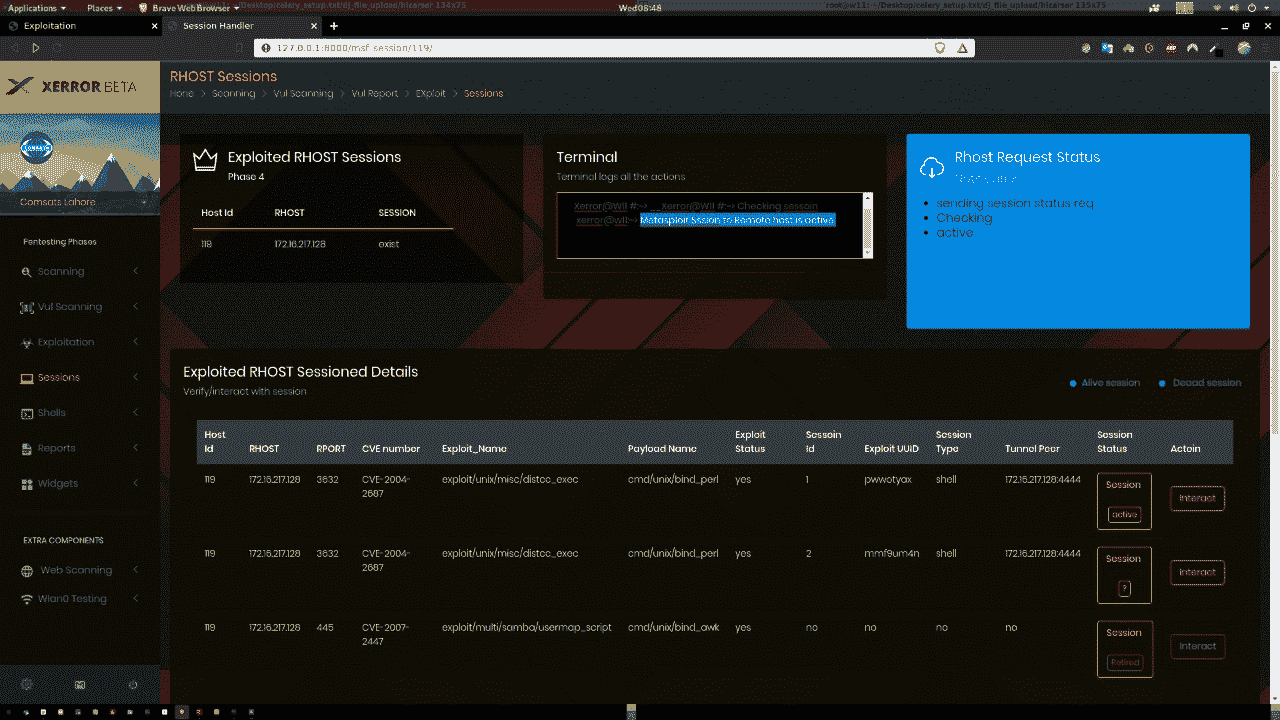 Applications Places Brave Web Browser Wed08:48
Exploitation Session Handler
127.0.0.1:8000/msf_session/119/
XERROR BETA
RHOST Sessions
Home > Scanning > Vul Scanning > Vul Report > EXploit > Sessions
Comsats Lahore
Pentesting Phases
Scanning
Vul Scanning
Exploitation
Sessions
Shells
Reports
Widgets
EXTRA COMPONENTS
Web Scanning
Wlan0 Testing
Exploited RHOST Sessions
Phase 4
Host Id RHOST SESSION
119 172.16.217.128 exist
Terminal
Terminal logs all the actions
Xerror@W!! #:~> __Xerror@W!! #:~> Checking sessoin
xerror@w!!:~> Metasploit Sssion to Remote host is active
Rhost Request Status
sending session status req
Checking
active
Exploited RHOST Sessioned Details
Verify/interact with session
Alive session Deaad session
Host Id RHOST RPORT CVE number Exploit_Name Payload Name Exploit Status Sessoin Id Exploit UUiD Session Type Tunnel Peer Session Status Actoin
119 172.16.217.128 3632 CVE-2004-2687 exploit/unix/misc/distcc_exec cmd/unix/bind_perl yes 1 pwwotyax shell 172.16.217.128:4444 Session active Interact
119 172.16.217.128 3632 CVE-2004-2687 exploit/unix/misc/distcc_exec cmd/unix/bind_perl yes 2 mmf9um4n shell 172.16.217.128:4444 Session ? Interact
119 172.16.217.128 445 CVE-2007-2447 exploit/multi/samba/usermap_script cmd/unix/bind_awk yes no no no no Session Retired Interact